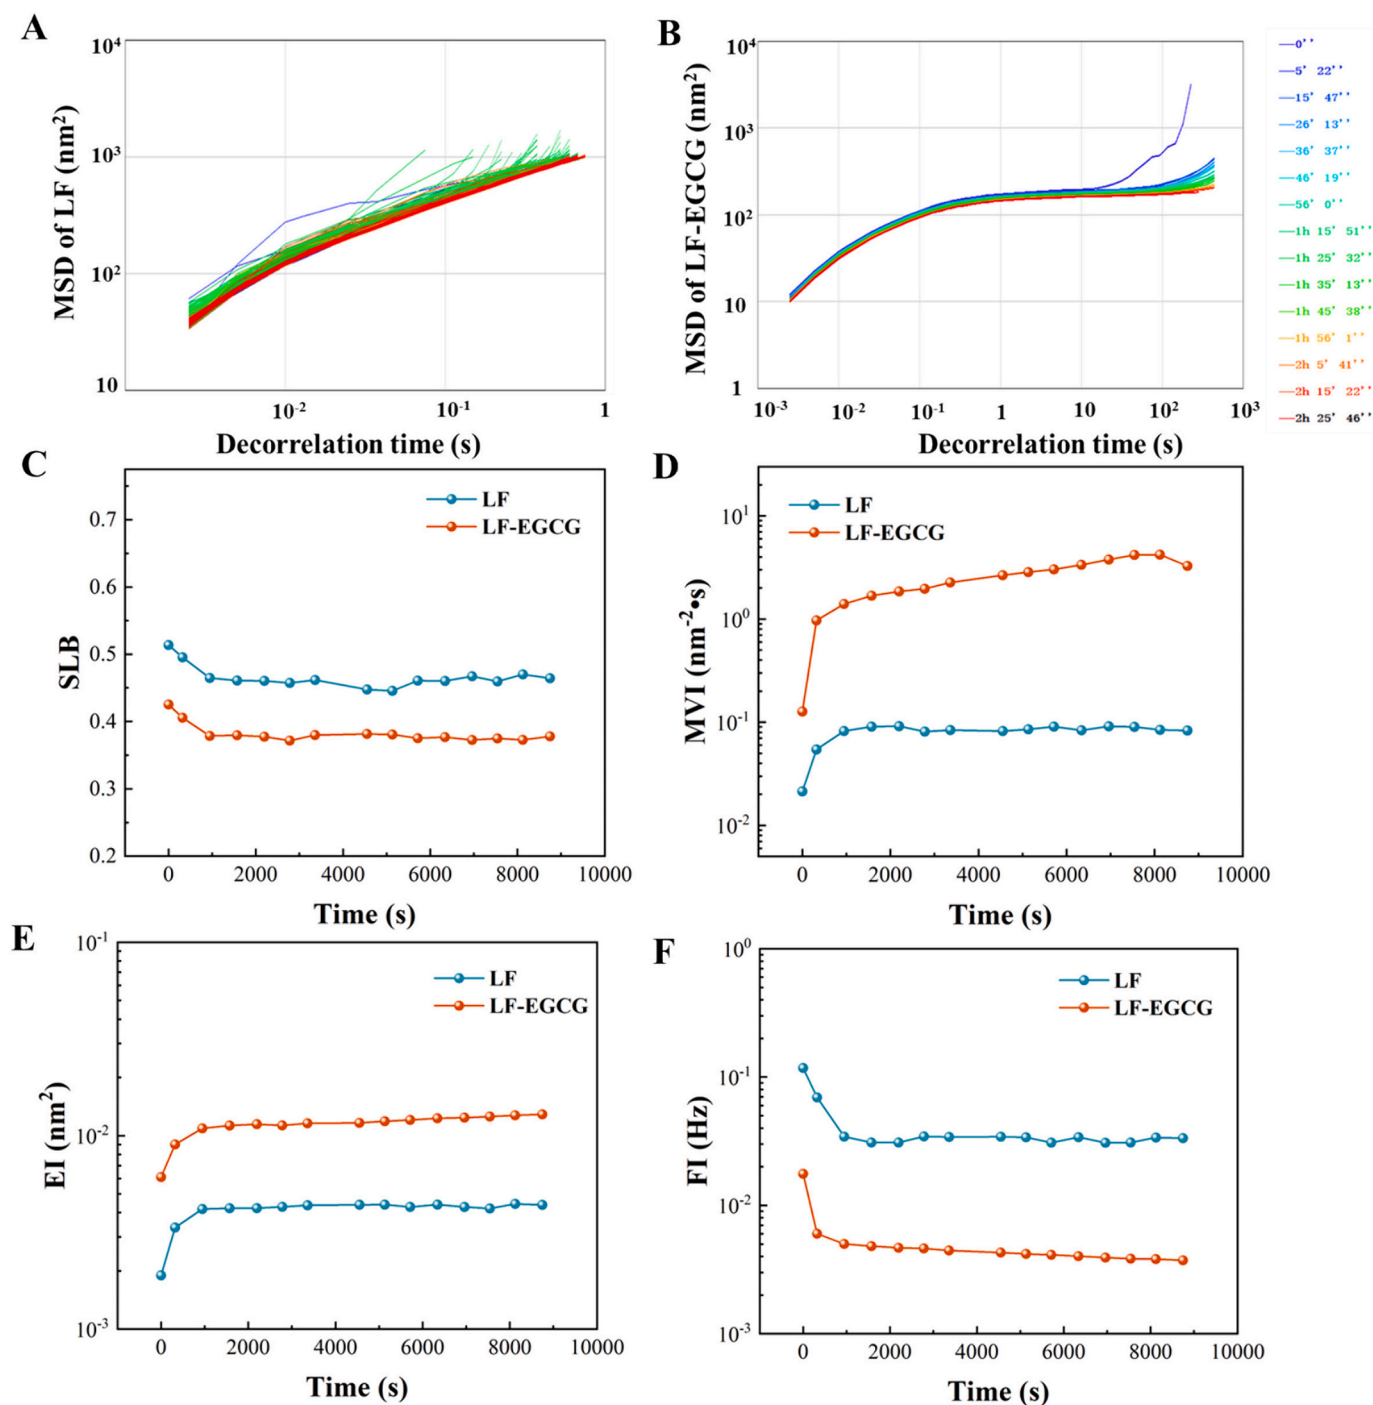 A
MSD of LF (nm²)
10⁴
10³
10²
10
10⁻²
10⁻¹
1
Decorrelation time (s)
B
MSD of LF-EGCG (nm²)
10⁴
10³
10²
10
1
10⁻³
10⁻²
10⁻¹
1
10
10²
10³
Decorrelation time (s)
0''
5' 22''
15' 47''
26' 13''
36' 37''
46' 19''
56' 0''
1h 15' 51''
1h 25' 32''
1h 35' 13''
1h 45' 38''
1h 56' 1''
2h 5' 41''
2h 15' 22''
2h 25' 46''
C
SLB
0.7
0.6
0.5
0.4
0.3
0.2
LF
LF-EGCG
0 2000 4000 6000 8000 10000
Time (s)
D
MVI (nm⁻²•s)
10¹
10⁰
10⁻¹
10⁻²
LF
LF-EGCG
0 2000 4000 6000 8000 10000
Time (s)
E
EI (nm²)
10⁻¹
10⁻²
10⁻³
LF
LF-EGCG
0 2000 4000 6000 8000 10000
Time (s)
F
FI (Hz)
10⁰
10⁻¹
10⁻²
10⁻³
LF
LF-EGCG
0 2000 4000 6000 8000 10000
Time (s)